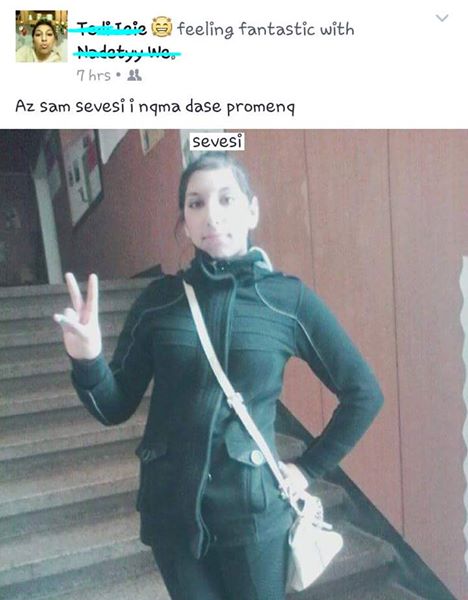 feeling fantastic with
7 hrs
Az sam sevesi i nqma dase promenq
sevesi